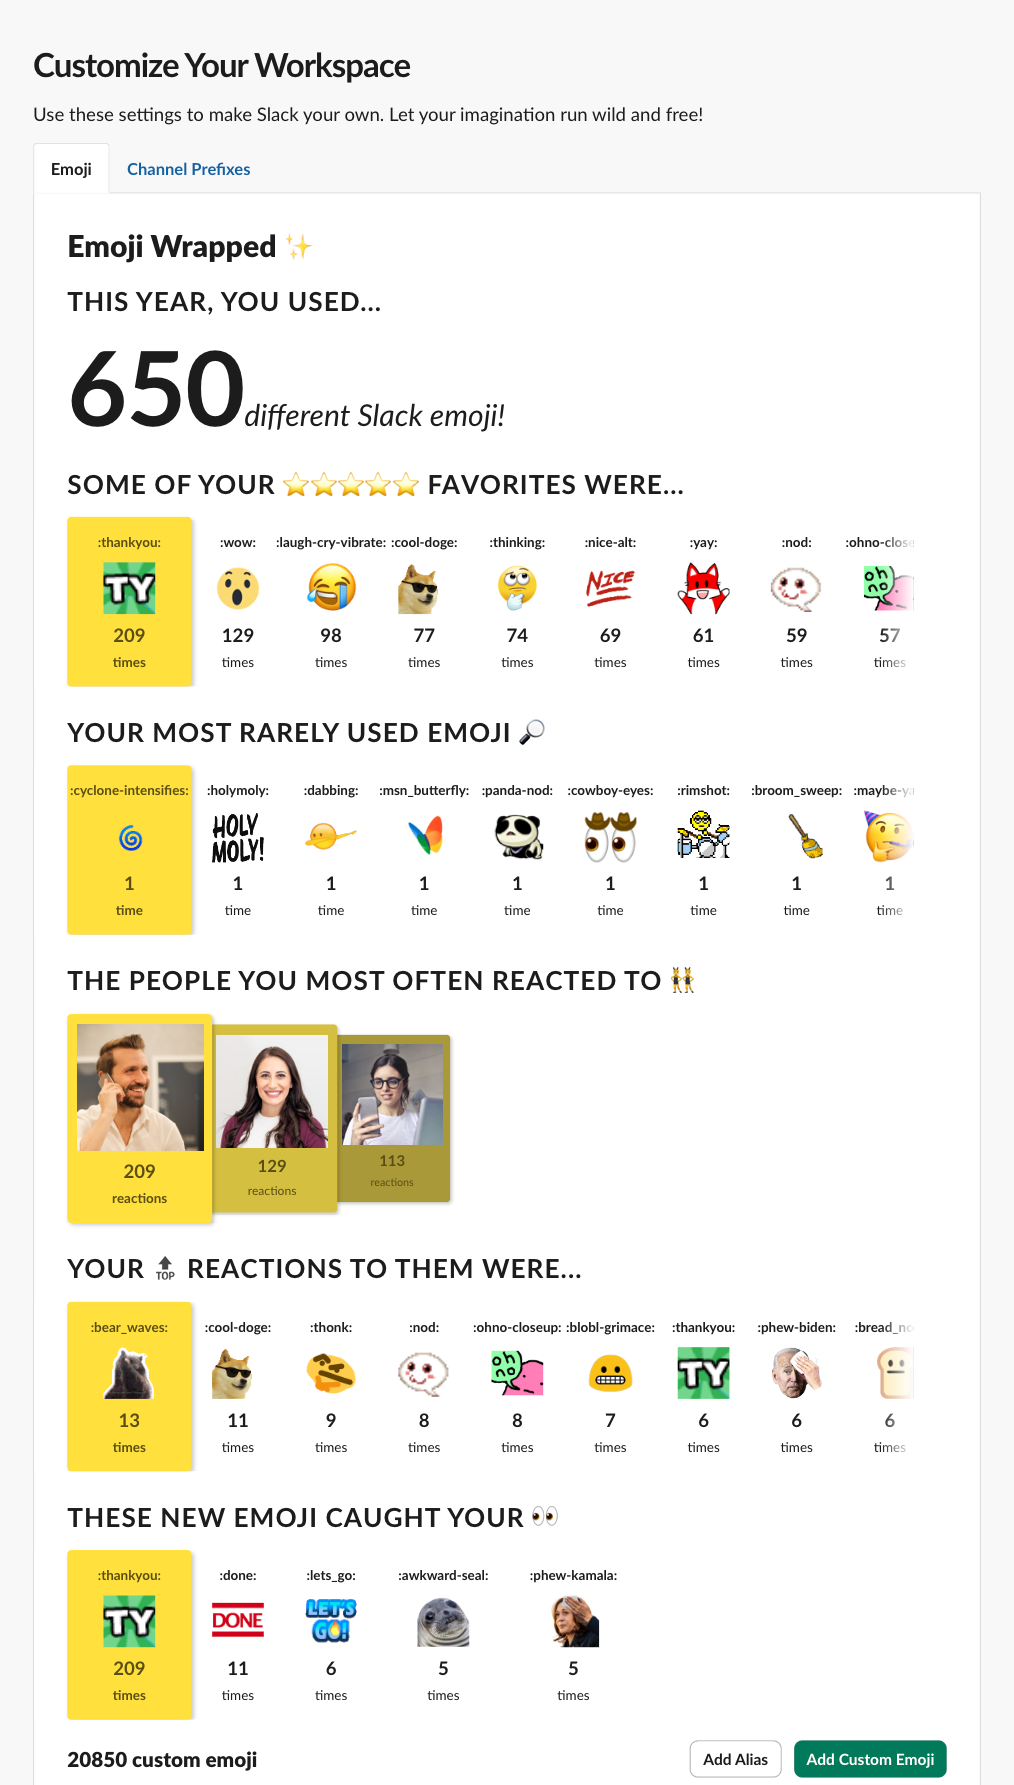 Customize Your Workspace
Use these settings to make Slack your own. Let your imagination run wild and free!
Emoji Channel Prefixes
Emoji Wrapped ✨
THIS YEAR, YOU USED...
650 different Slack emoji!
SOME OF YOUR ⭐⭐⭐⭐⭐ FAVORITES WERE...
:thankyou: :wow: :laugh-cry-vibrate: :cool-doge: :thinking: :nice-alt: :yay: :nod: :ohno-close
TY NICE oh no
209 129 98 77 74 69 61 59 57
times times times times times times times times times
YOUR MOST RARELY USED EMOJI 🔎
:cyclone-intensifies: :holymoly: :dabbing: :msn_butterfly: :panda-nod: :cowboy-eyes: :rimshot: :broom_sweep: :maybe-ya
HOLY MOLY!
1 1 1 1 1 1 1 1 1
time time time time time time time time time
THE PEOPLE YOU MOST OFTEN REACTED TO 👯
209 129 113
reactions reactions reactions
YOUR 🔝 REACTIONS TO THEM WERE...
:bear_waves: :cool-doge: :thonk: :nod: :ohno-closeup: :blobl-grimace: :thankyou: :phew-biden: :bread_no
oh no TY
13 11 9 8 8 7 6 6 6
times times times times times times times times times
THESE NEW EMOJI CAUGHT YOUR 👀
:thankyou: :done: :lets_go: :awkward-seal: :phew-kamala:
TY DONE LET'S GO!
209 11 6 5 5
times times times times times
20850 custom emoji Add Alias Add Custom Emoji